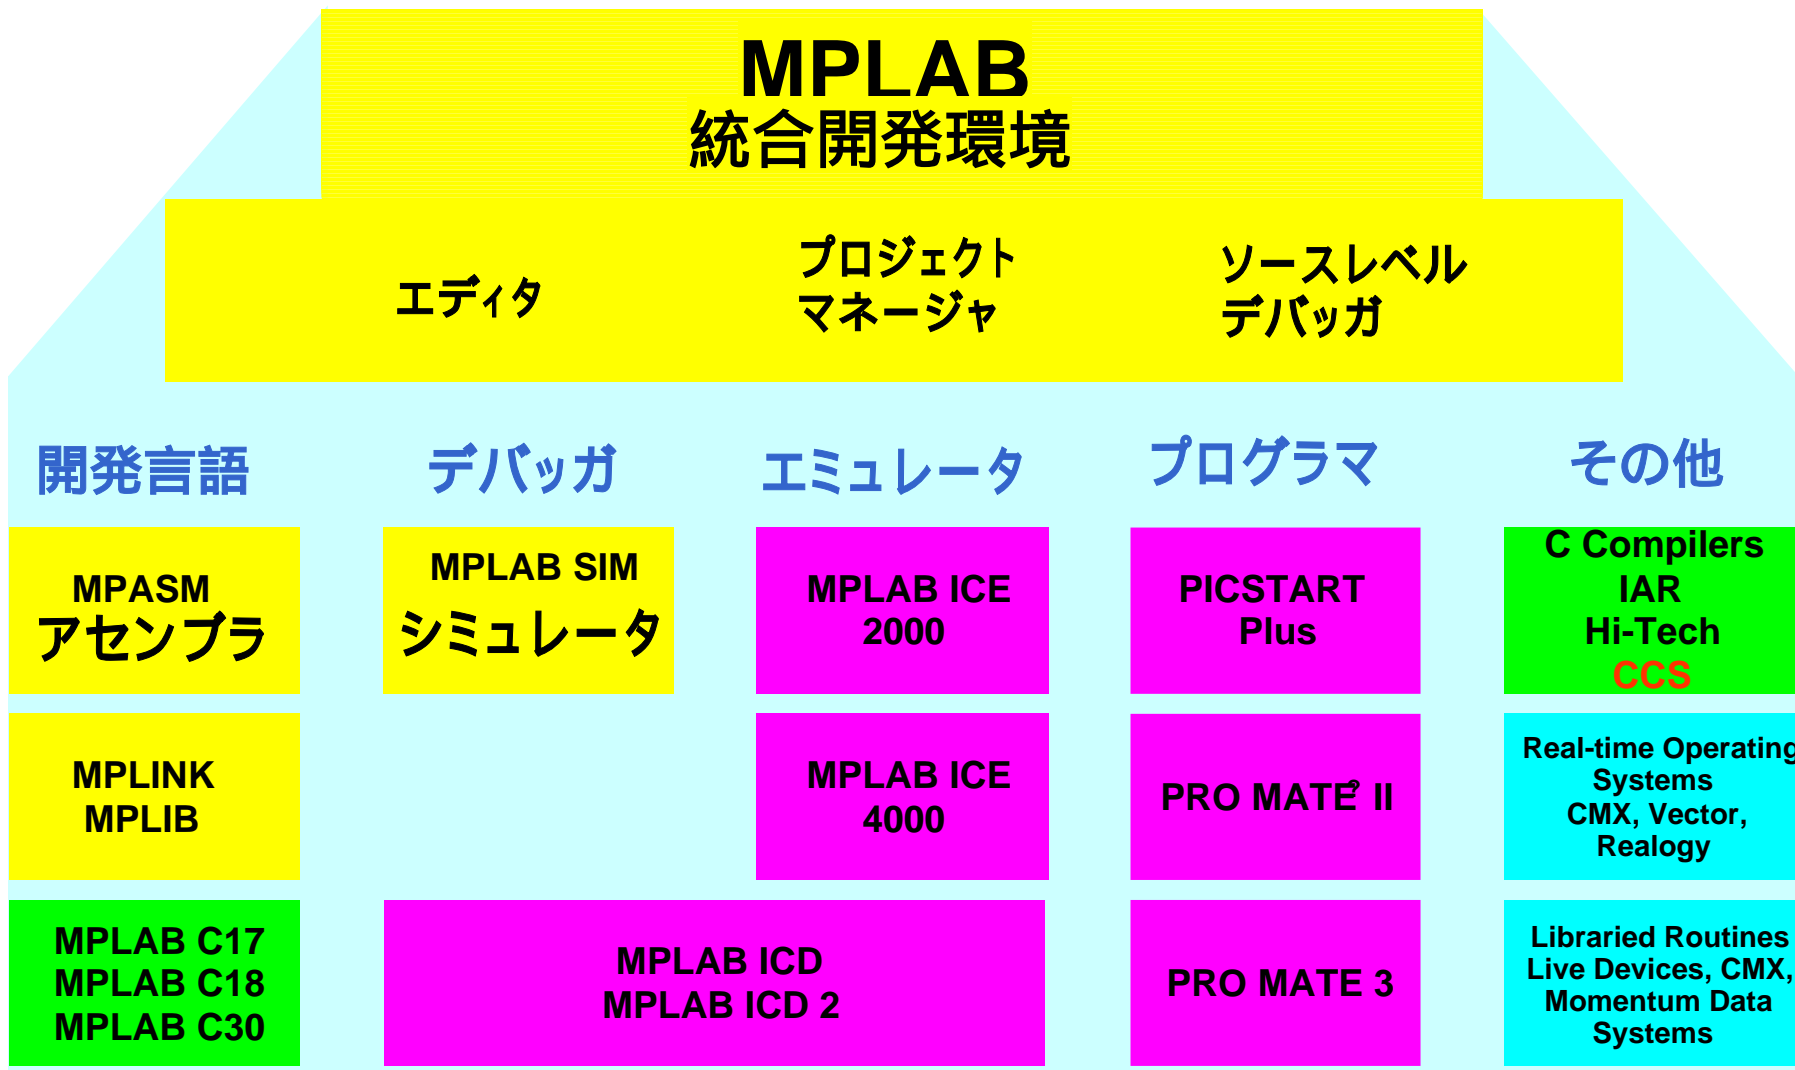 MPLAB
統合開発環境
エディタ
プロジェクト
マネージャ
ソースレベル
デバッガ
開発言語
デバッガ
エミュレータ
プログラマ
その他
MPASM
アセンブラ
MPLAB SIM
シミュレータ
MPLAB ICE
2000
PICSTART
Plus
C Compilers
IAR
Hi-Tech
CCS
MPLINK
MPLIB
MPLAB ICE
4000
PRO MATE® II
Real-time Operating
Systems
CMX, Vector,
Realogy
MPLAB C17
MPLAB C18
MPLAB C30
MPLAB ICD
MPLAB ICD 2
PRO MATE 3
Libraried Routines
Live Devices, CMX,
Momentum Data
Systems